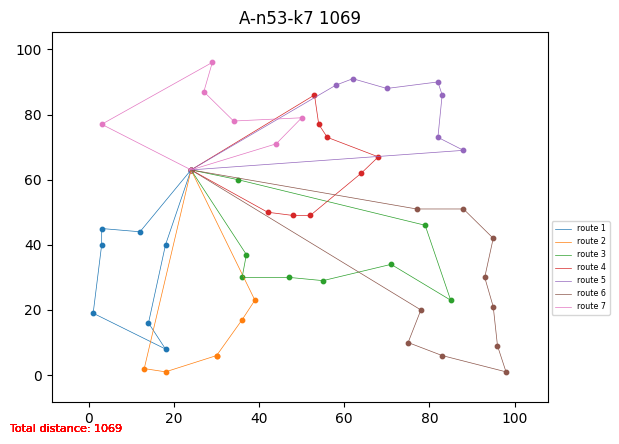 A-n53-k7 1069
100
80
60
40
20
0
0 20 40 60 80 100
route 1
route 2
route 3
route 4
route 5
route 6
route 7
Total distance: 1069